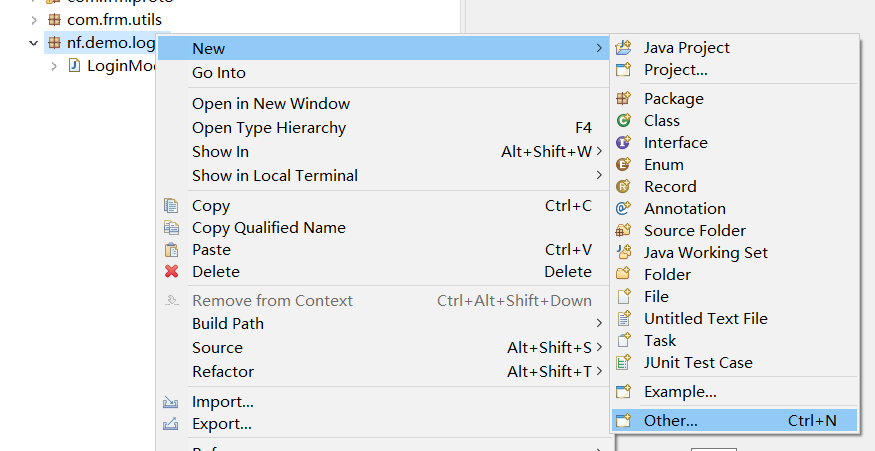 com.frm.utils
nf.demo.log
LoginMo
New
Go Into
Open in New Window
Open Type Hierarchy F4
Show In Alt+Shift+W
Show in Local Terminal
Copy Ctrl+C
Copy Qualified Name
Paste Ctrl+V
Delete Delete
Remove from Context Ctrl+Alt+Shift+Down
Build Path
Source Alt+Shift+S
Refactor Alt+Shift+T
Import...
Export...
Java Project
Project...
Package
Class
Interface
Enum
Record
Annotation
Source Folder
Java Working Set
Folder
File
Untitled Text File
Task
JUnit Test Case
Example...
Other... Ctrl+N